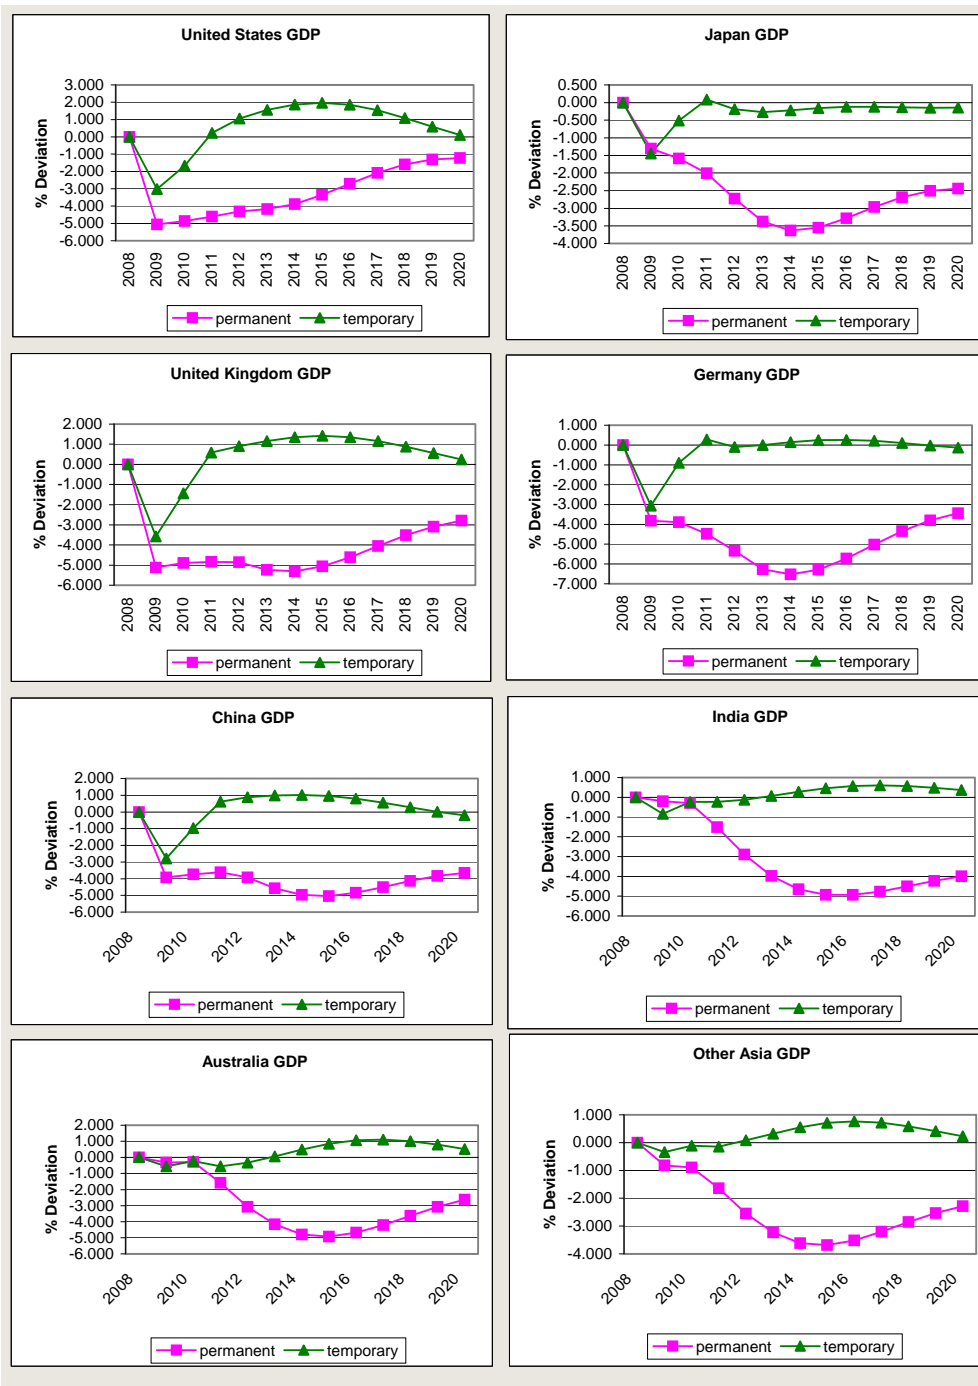 United States GDP
% Deviation
3.000
2.000
1.000
0.000
-1.000
-2.000
-3.000
-4.000
-5.000
-6.000
2008 2009 2010 2011 2012 2013 2014 2015 2016 2017 2018 2019 2020
permanent temporary
Japan GDP
% Deviation
0.500
0.000
-0.500
-1.000
-1.500
-2.000
-2.500
-3.000
-3.500
-4.000
2008 2009 2010 2011 2012 2013 2014 2015 2016 2017 2018 2019 2020
permanent temporary
United Kingdom GDP
% Deviation
2.000
1.000
0.000
-1.000
-2.000
-3.000
-4.000
-5.000
-6.000
2008 2009 2010 2011 2012 2013 2014 2015 2016 2017 2018 2019 2020
permanent temporary
Germany GDP
% Deviation
1.000
0.000
-1.000
-2.000
-3.000
-4.000
-5.000
-6.000
-7.000
2008 2009 2010 2011 2012 2013 2014 2015 2016 2017 2018 2019 2020
permanent temporary
China GDP
% Deviation
2.000
1.000
0.000
-1.000
-2.000
-3.000
-4.000
-5.000
-6.000
2008 2010 2012 2014 2016 2018 2020
permanent temporary
India GDP
% Deviation
1.000
0.000
-1.000
-2.000
-3.000
-4.000
-5.000
-6.000
2008 2010 2012 2014 2016 2018 2020
permanent temporary
Australia GDP
% Deviation
2.000
1.000
0.000
-1.000
-2.000
-3.000
-4.000
-5.000
-6.000
2008 2010 2012 2014 2016 2018 2020
permanent temporary
Other Asia GDP
% Deviation
1.000
0.000
-1.000
-2.000
-3.000
-4.000
2008 2010 2012 2014 2016 2018 2020
permanent temporary